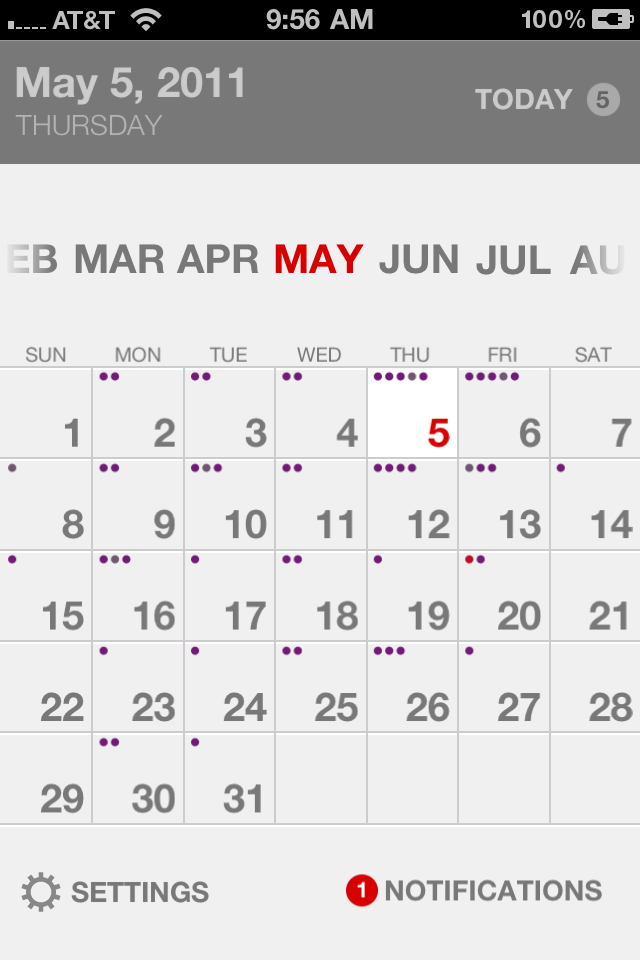 AT&T 9:56 AM 100%
May 5, 2011
THURSDAY
TODAY 5
EB MAR APR MAY JUN JUL AU
SUN MON TUE WED THU FRI SAT
1 2 3 4 5 6 7
8 9 10 11 12 13 14
15 16 17 18 19 20 21
22 23 24 25 26 27 28
29 30 31
SETTINGS 1 NOTIFICATIONS